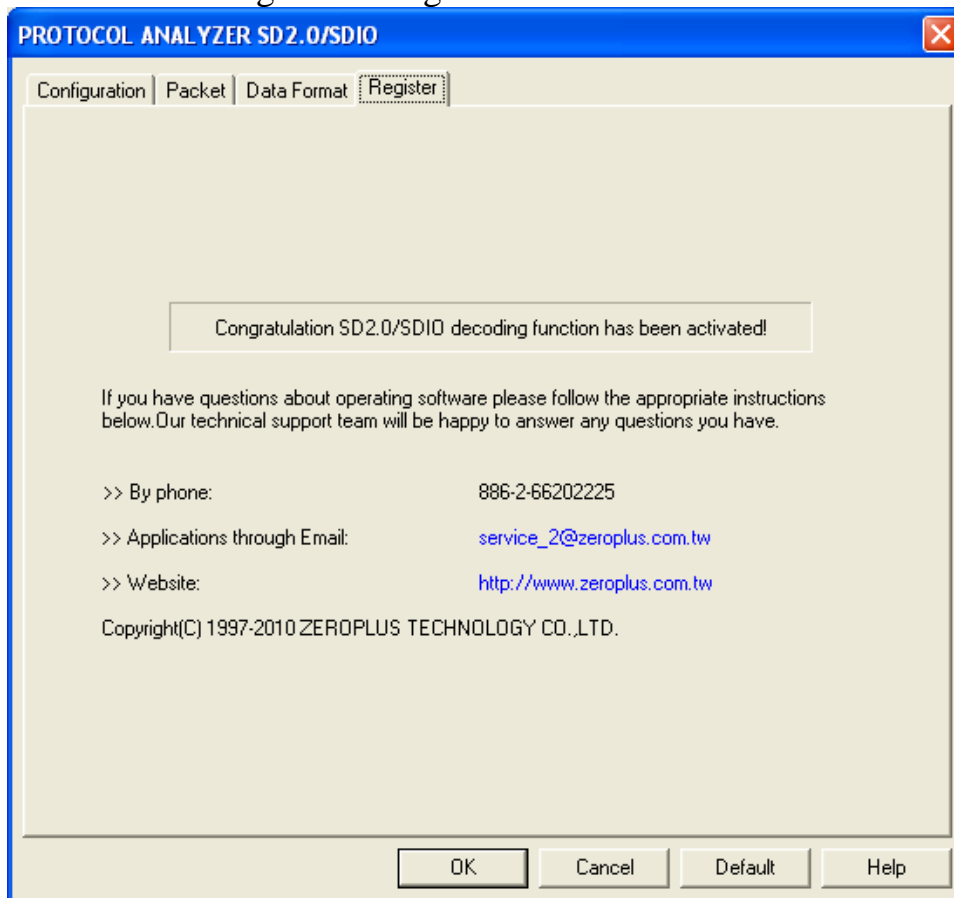 PROTOCOL ANALYZER SD2.0/SDIO
Configuration Packet Data Format Register
Congratulation SD2.0/SDIO decoding function has been activated!
If you have questions about operating software please follow the appropriate instructions
below.Our technical support team will be happy to answer any questions you have.
>> By phone: 886-2-66202225
>> Applications through Email: service_2@zeroplus.com.tw
>> Website: http://www.zeroplus.com.tw
Copyright(C) 1997-2010 ZEROPLUS TECHNOLOGY CO.,LTD.
OK Cancel Default Help